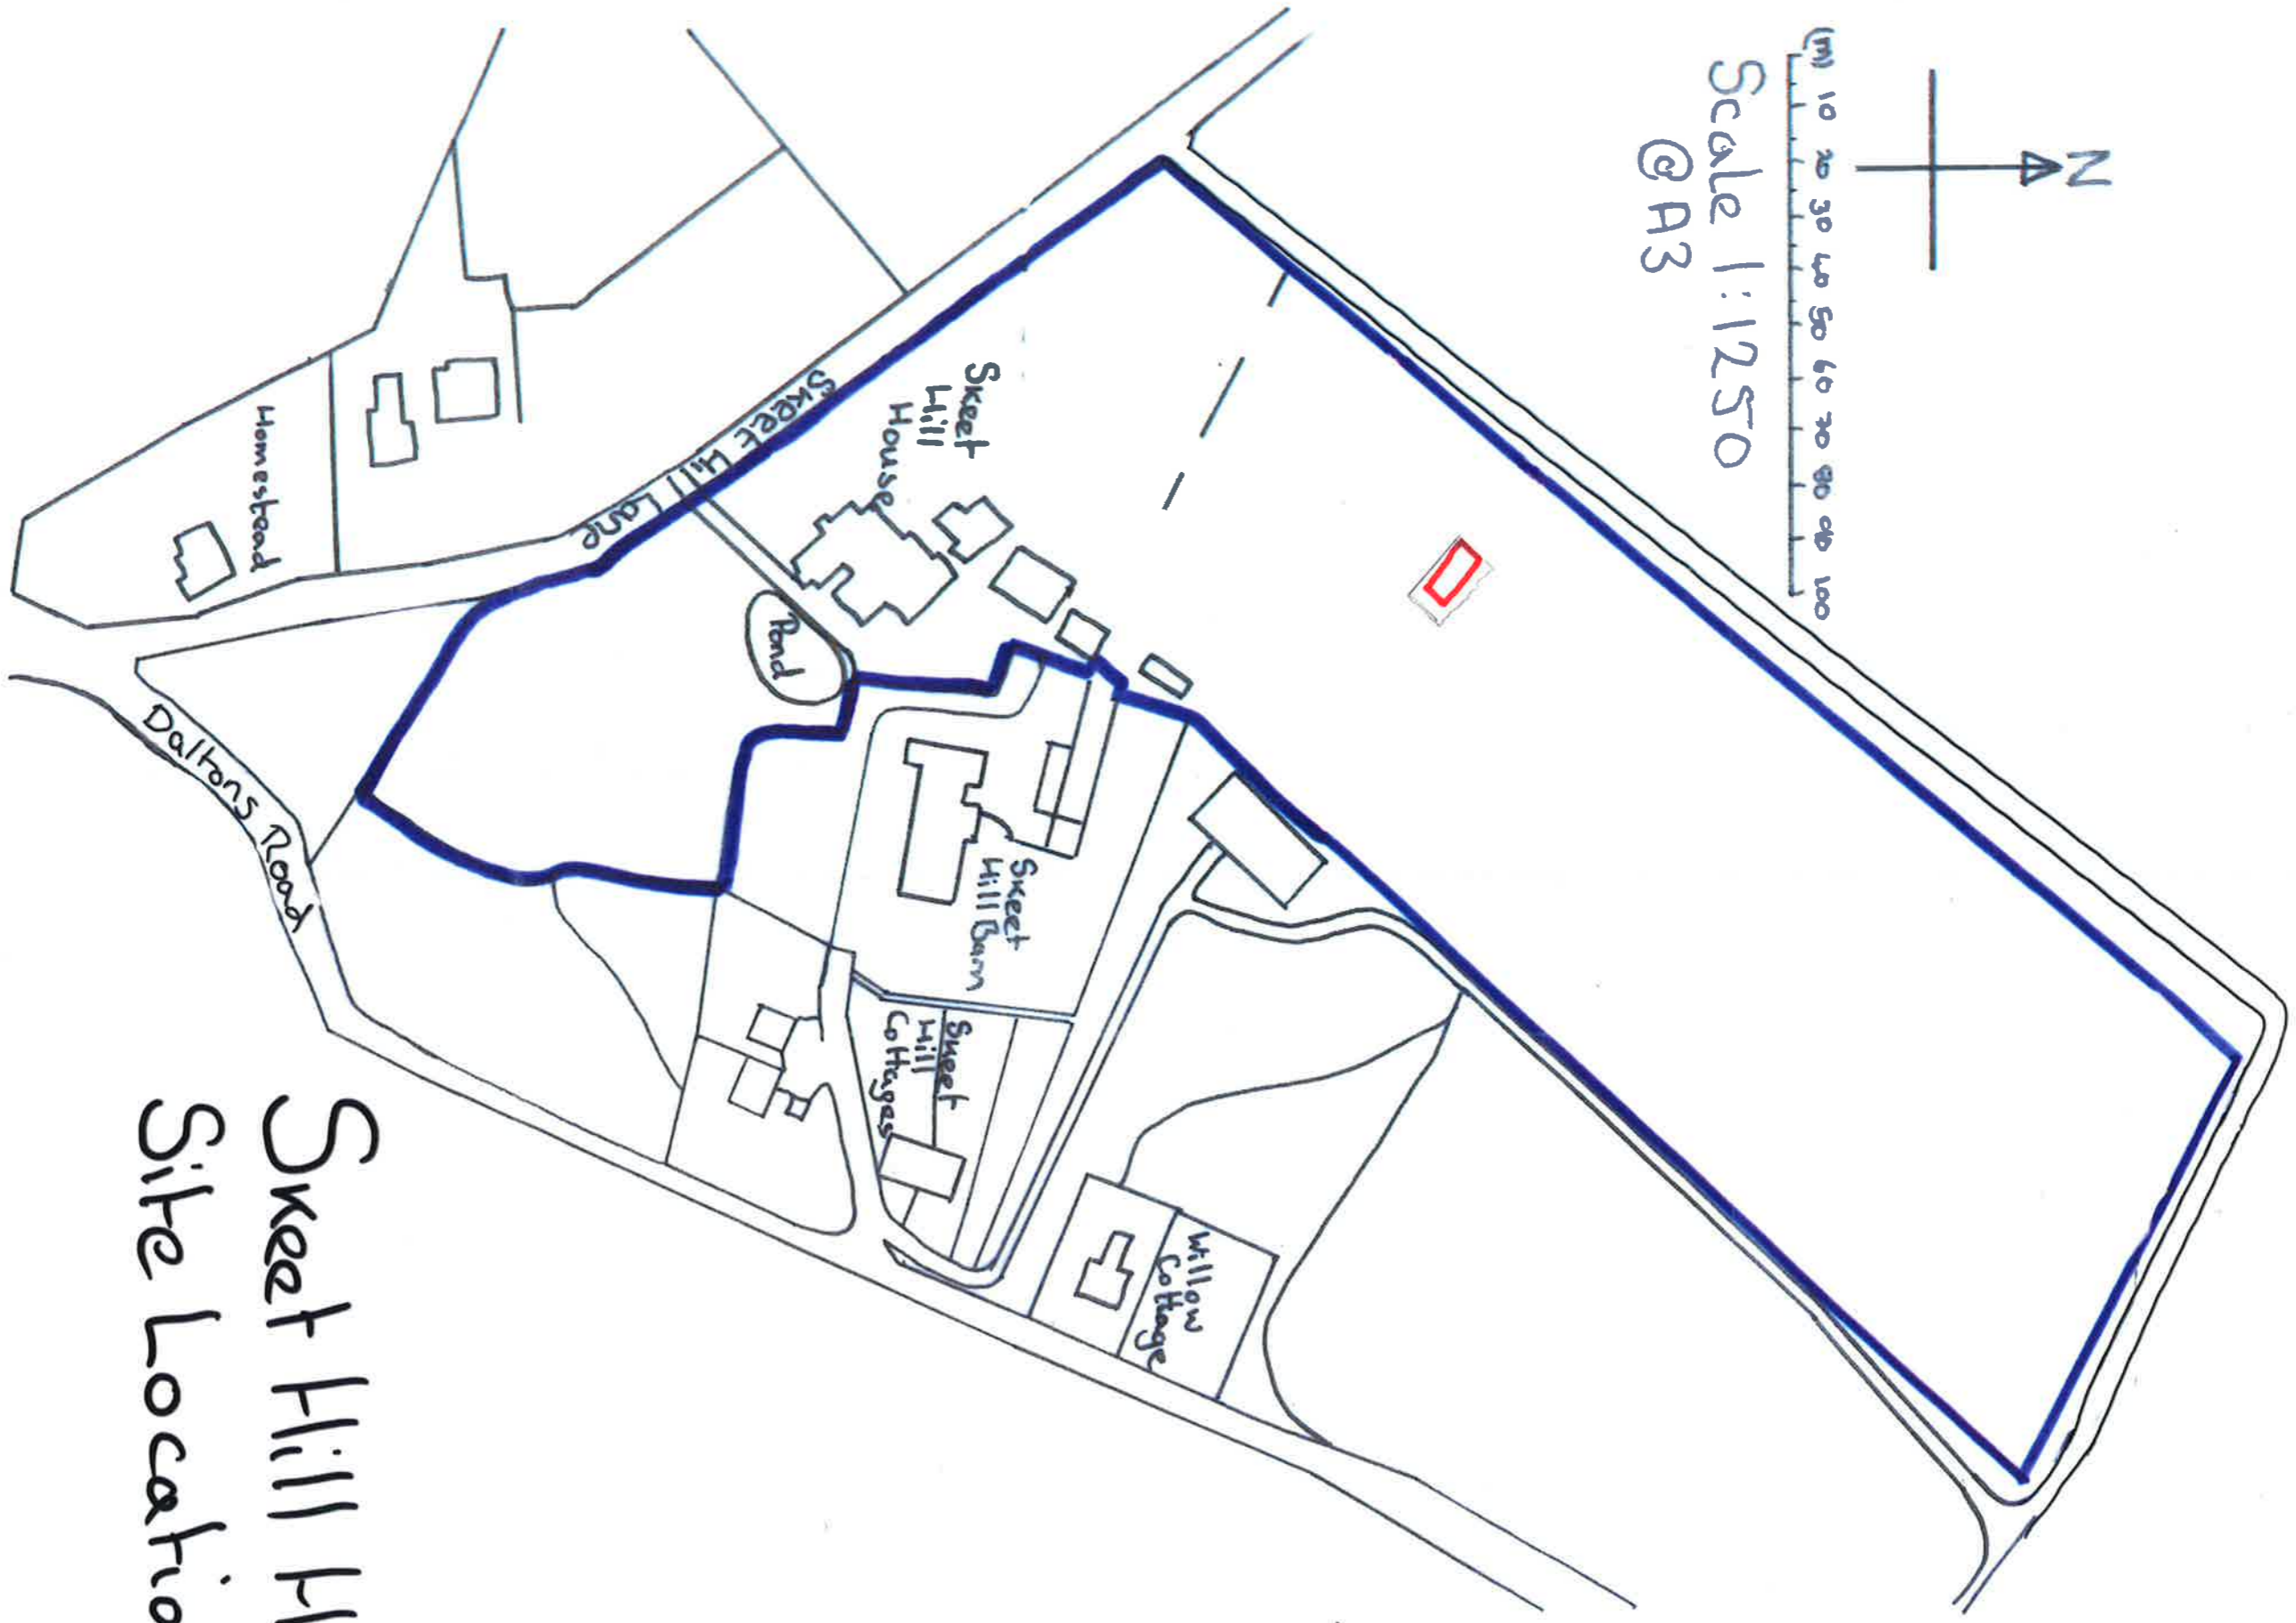 N
(m) 10 20 30 40 50 60 70 80 90 100
Scale 1:1250
@ A3
Skeet
Hill
House
Skeet Hill
Lane
Homestead
Pond
Skeet
Hill Barn
Skeet
Hill
Cottages
Willow
Cottage
Daltons Road
Skeet Hill H
Site Locatio